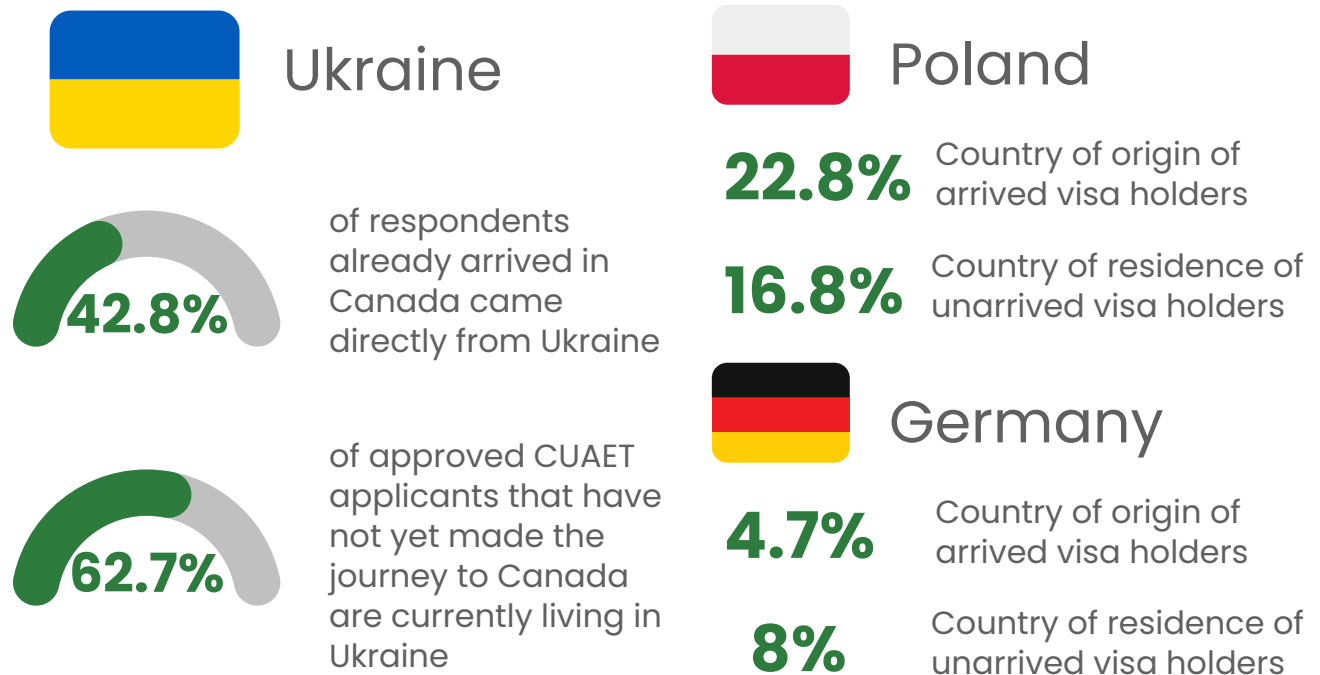 Ukraine
42.8%
of respondents
already arrived in
Canada came
directly from Ukraine
62.7%
of approved CUAET
applicants that have
not yet made the
journey to Canada
are currently living in
Ukraine
Poland
22.8%
Country of origin of
arrived visa holders
16.8%
Country of residence of
unarrived visa holders
Germany
4.7%
Country of origin of
arrived visa holders
8%
Country of residence of
unarrived visa holders